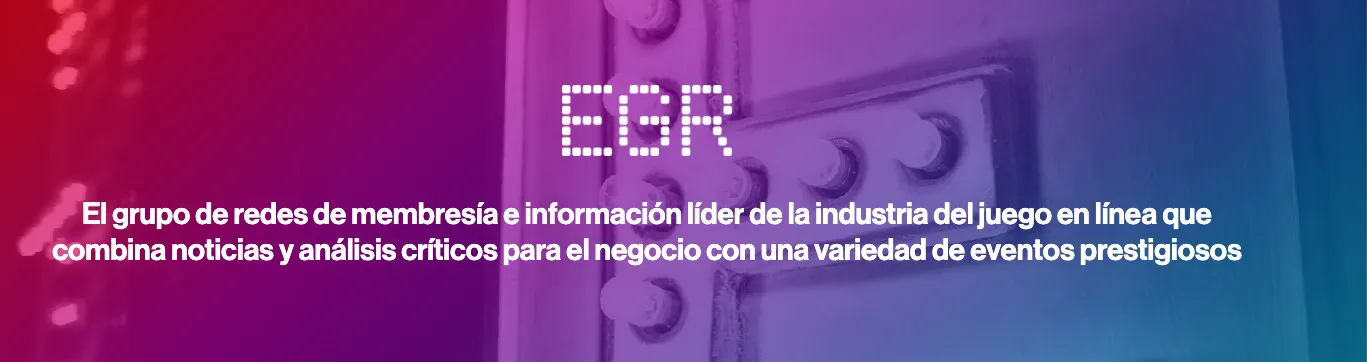 EGR
El grupo de redes de membresía e información líder de la industria del juego en línea que
combina noticias y análisis críticos para el negocio con una variedad de eventos prestigiosos